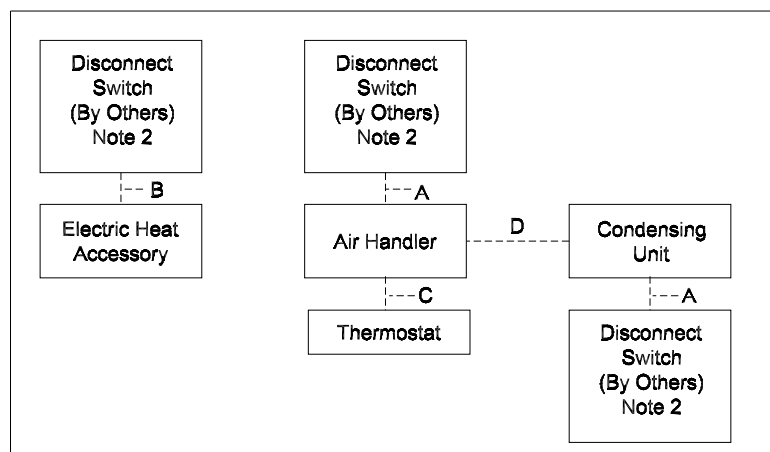 Disconnect
Switch
(By Others)
Note 2
B
Electric Heat
Accessory
Disconnect
Switch
(By Others)
Note 2
A
Air Handler
D
Condensing
Unit
C
Thermostat
A
Disconnect
Switch
(By Others)
Note 2